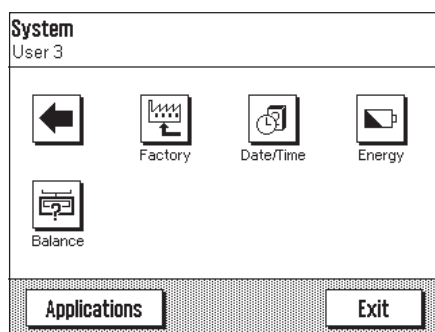 System
User 3
Factory
Date/Time
Energy
?
Balance
Applications
Exit